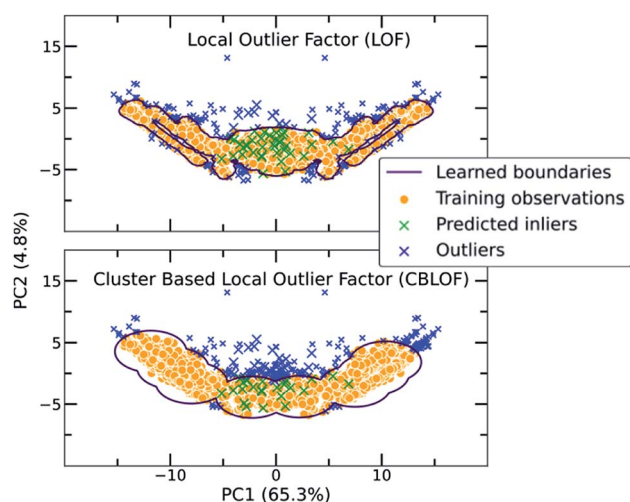 Local Outlier Factor (LOF)
15
5
−5
Learned boundaries
Training observations
Predicted inliers
Outliers
PC2 (4.8%)
Cluster Based Local Outlier Factor (CBLOF)
15
5
−5
−10
0
10
PC1 (65.3%)